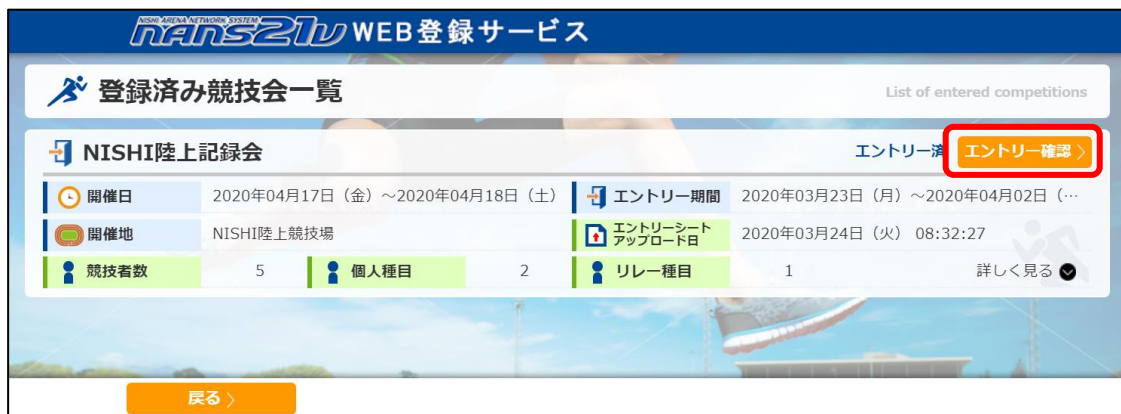 NISHI ARENA NETWORK SYSTEM
nans21v WEB登録サービス
登録済み競技会一覧 List of entered competitions
NISHI陸上記録会 エントリー済 エントリー確認 〉
開催日 2020年04月17日（金）～2020年04月18日（土） エントリー期間 2020年03月23日（月）～2020年04月02日（…
開催地 NISHI陸上競技場 エントリーシート
アップロード日 2020年03月24日（火） 08:32:27
競技者数 5 個人種目 2 リレー種目 1 詳しく見る
戻る 〉